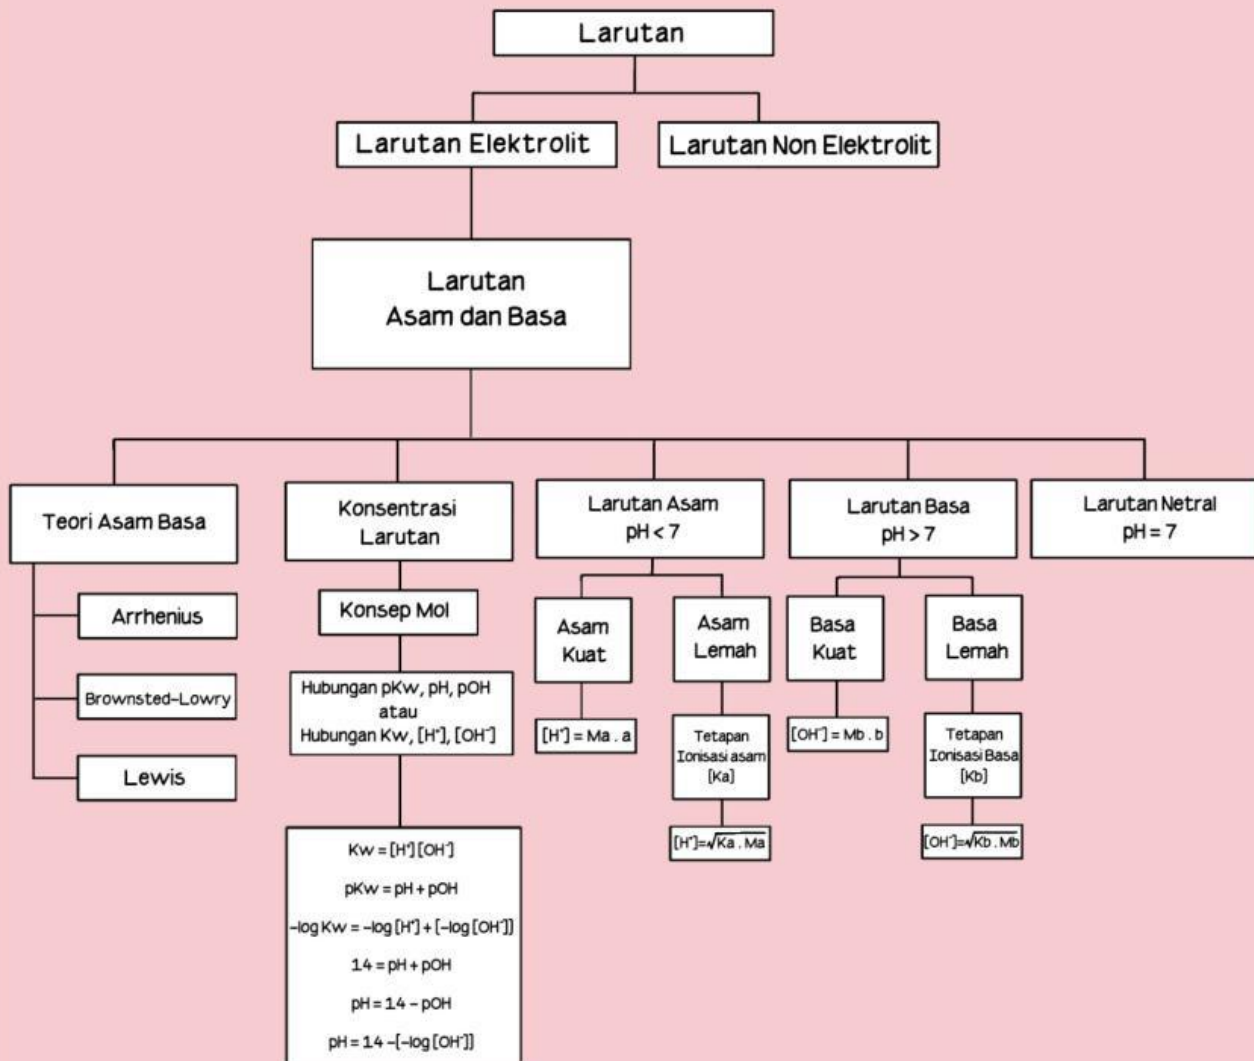 Larutan
Larutan Elektrolit
Larutan Non Elektrolit
Larutan
Asam dan Basa
Teori Asam Basa
Arrhenius
Brownsted-Lowry
Lewis
Konsentrasi
Larutan
Konsep Mol
Hubungan pKw, pH, pOH
atau
Hubungan Kw, [H⁺], [OH⁻]
Kw = [H⁺][OH⁻]
pKw = pH + pOH
-log Kw = -log [H⁺] + (-log [OH⁻])
14 = pH + pOH
pH = 14 - pOH
pH = 14 -(-log [OH⁻])
Larutan Asam
pH < 7
Asam
Kuat
[H⁺] = Ma . a
Asam
Lemah
Tetapan
Ionisasi asam
(Ka)
[H⁺]=√Ka . Ma
Larutan Basa
pH > 7
Basa
Kuat
[OH⁻] = Mb . b
Basa
Lemah
Tetapan
Ionisasi Basa
(Kb)
[OH⁻]=√Kb . Mb
Larutan Netral
pH = 7